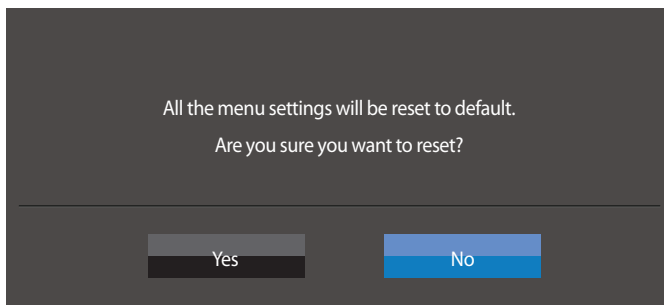 All the menu settings will be reset to default.
Are you sure you want to reset?
Yes
No